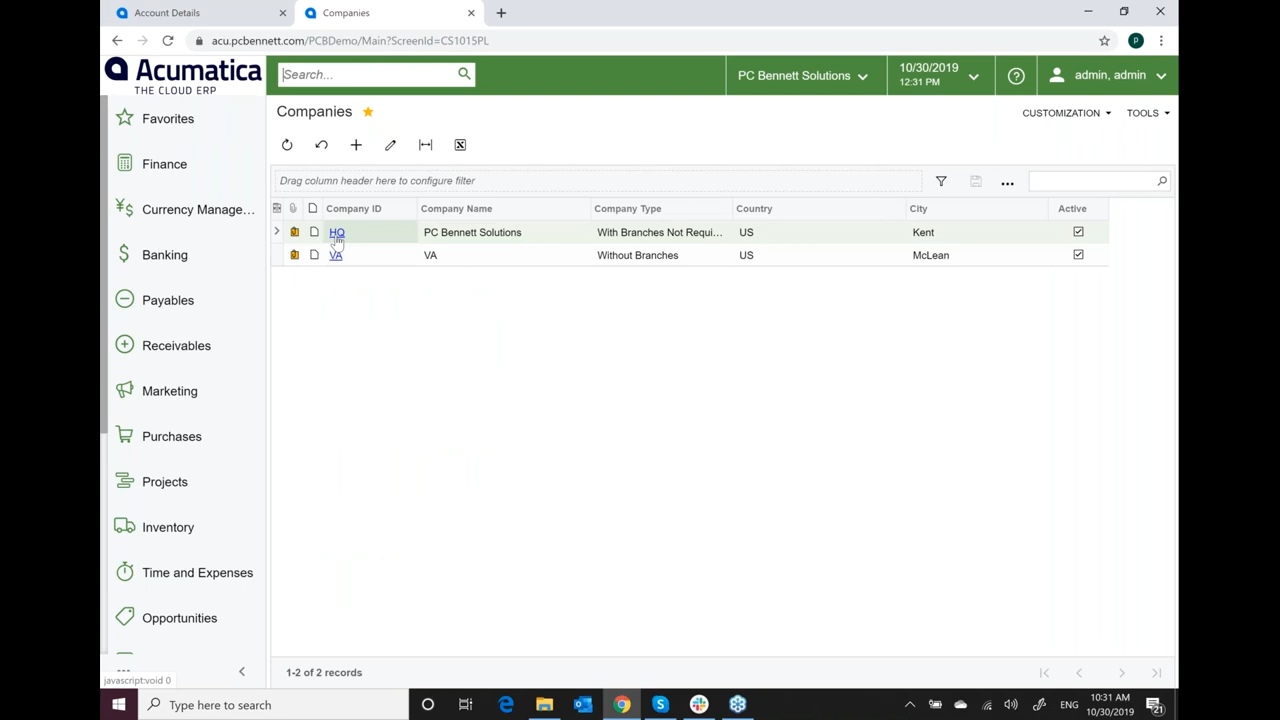 Account Details
Companies
acu.pcbennett.com/PCBDemo/Main?ScreenId=CS1015PL
Acumatica
THE CLOUD ERP
Search...
PC Bennett Solutions
10/30/2019
12:31 PM
admin, admin
Companies
CUSTOMIZATION
TOOLS
Drag column header here to configure filter
Company ID Company Name Company Type Country City Active
HQ PC Bennett Solutions With Branches Not Requi... US Kent
VA VA Without Branches US McLean
Favorites
Finance
Currency Manage...
Banking
Payables
Receivables
Marketing
Purchases
Projects
Inventory
Time and Expenses
Opportunities
1-2 of 2 records
javascript:void 0
Type here to search
ENG
10:31 AM
10/30/2019
21